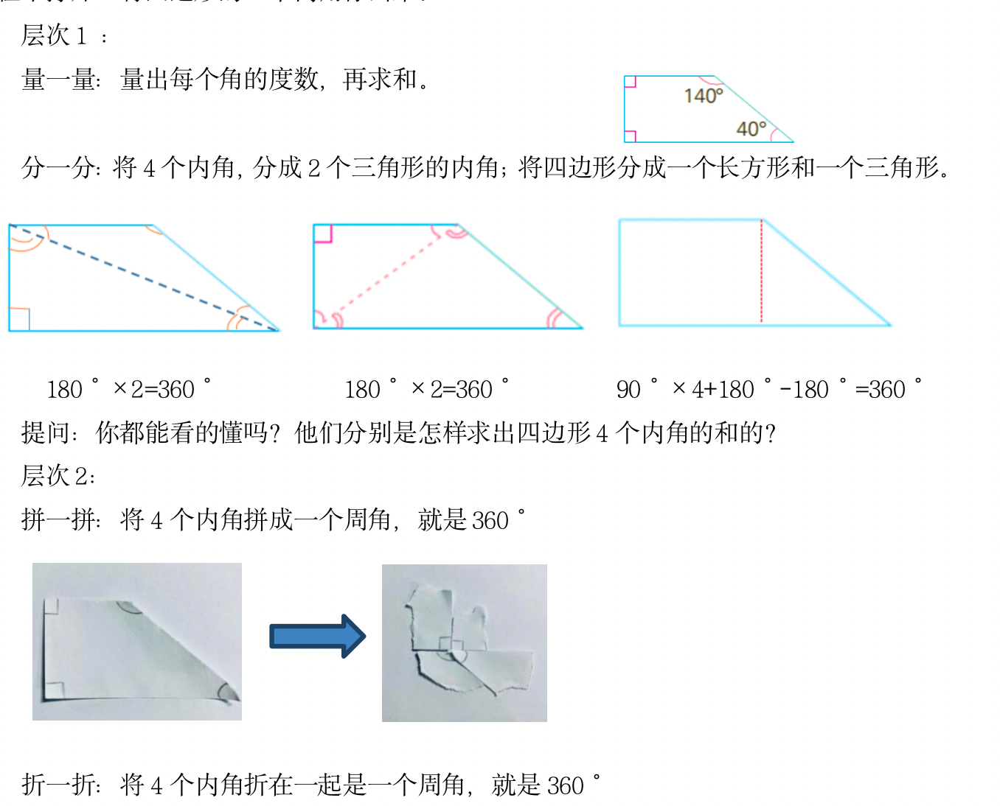 层次 1 ：
量一量：量出每个角的度数，再求和。
140°
40°
分一分：将 4 个内角，分成 2 个三角形的内角；将四边形分成一个长方形和一个三角形。
180°×2=360°
180°×2=360°
90°×4+180°-180°=360°
提问：你都能看的懂吗？他们分别是怎样求出四边形 4 个内角的和的？
层次 2：
拼一拼：将 4 个内角拼成一个周角，就是 360°
折一折：将 4 个内角折在一起是一个周角，就是 360°